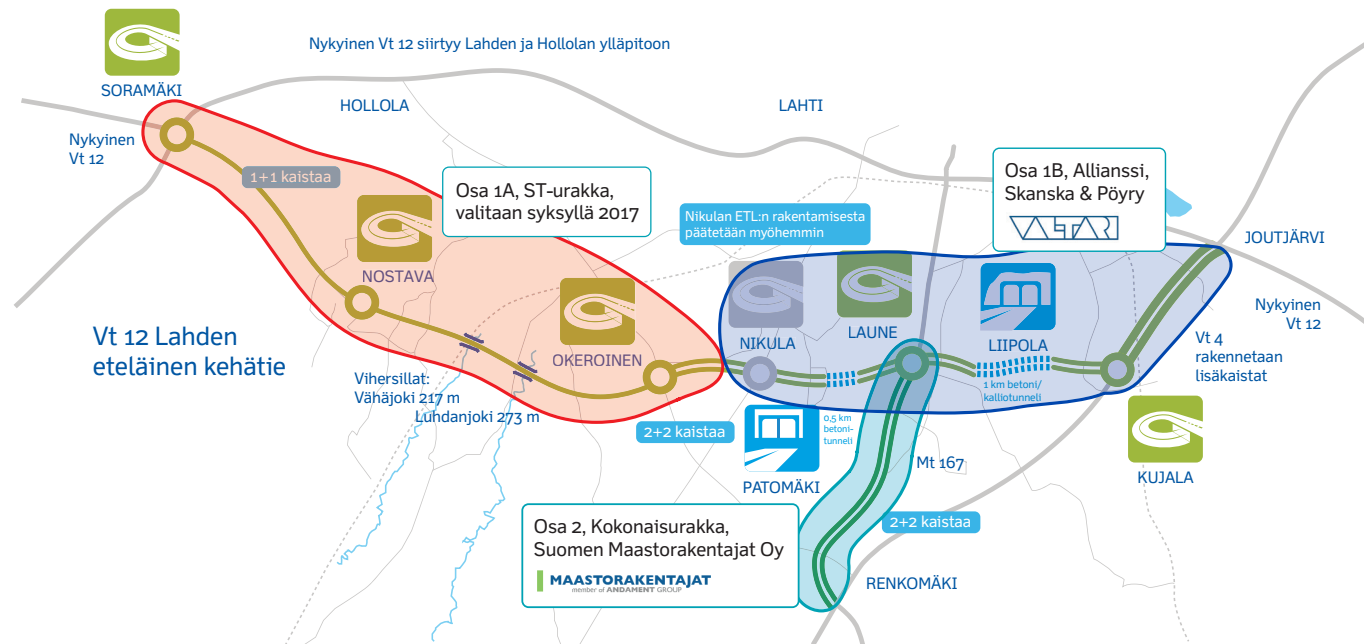 Nykyinen Vt 12 siirtyy Lahden ja Hollolan ylläpitoon
SORAMÄKI
HOLLOLA
LAHTI
Nykyinen
Vt 12
1+1 kaistaa
Osa 1A, ST-urakka,
valitaan syksyllä 2017
Osa 1B, Allianssi,
Skanska & Pöyry
VALTARI
Nikulan ETL:n rakentamisesta
päätetään myöhemmin
JOUTJÄRVI
NOSTAVA
Nykyinen
Vt 12
Vt 12 Lahden
eteläinen kehätie
OKEROINEN
NIKULA
LAUNE
LIIPOLA
Vt 4
rakennetaan
lisäkaistat
Vihersillat:
Vähäjoki 217 m
Luhdanjoki 273 m
1 km betoni/
kalliotunneli
2+2 kaistaa
0,5 km
betoni-
tunneli
PATOMÄKI
Mt 167
KUJALA
Osa 2, Kokonaisurakka,
Suomen Maastorakentajat Oy
MAASTORAKENTAJAT
member of ANDAMENT GROUP
2+2 kaistaa
RENKOMÄKI